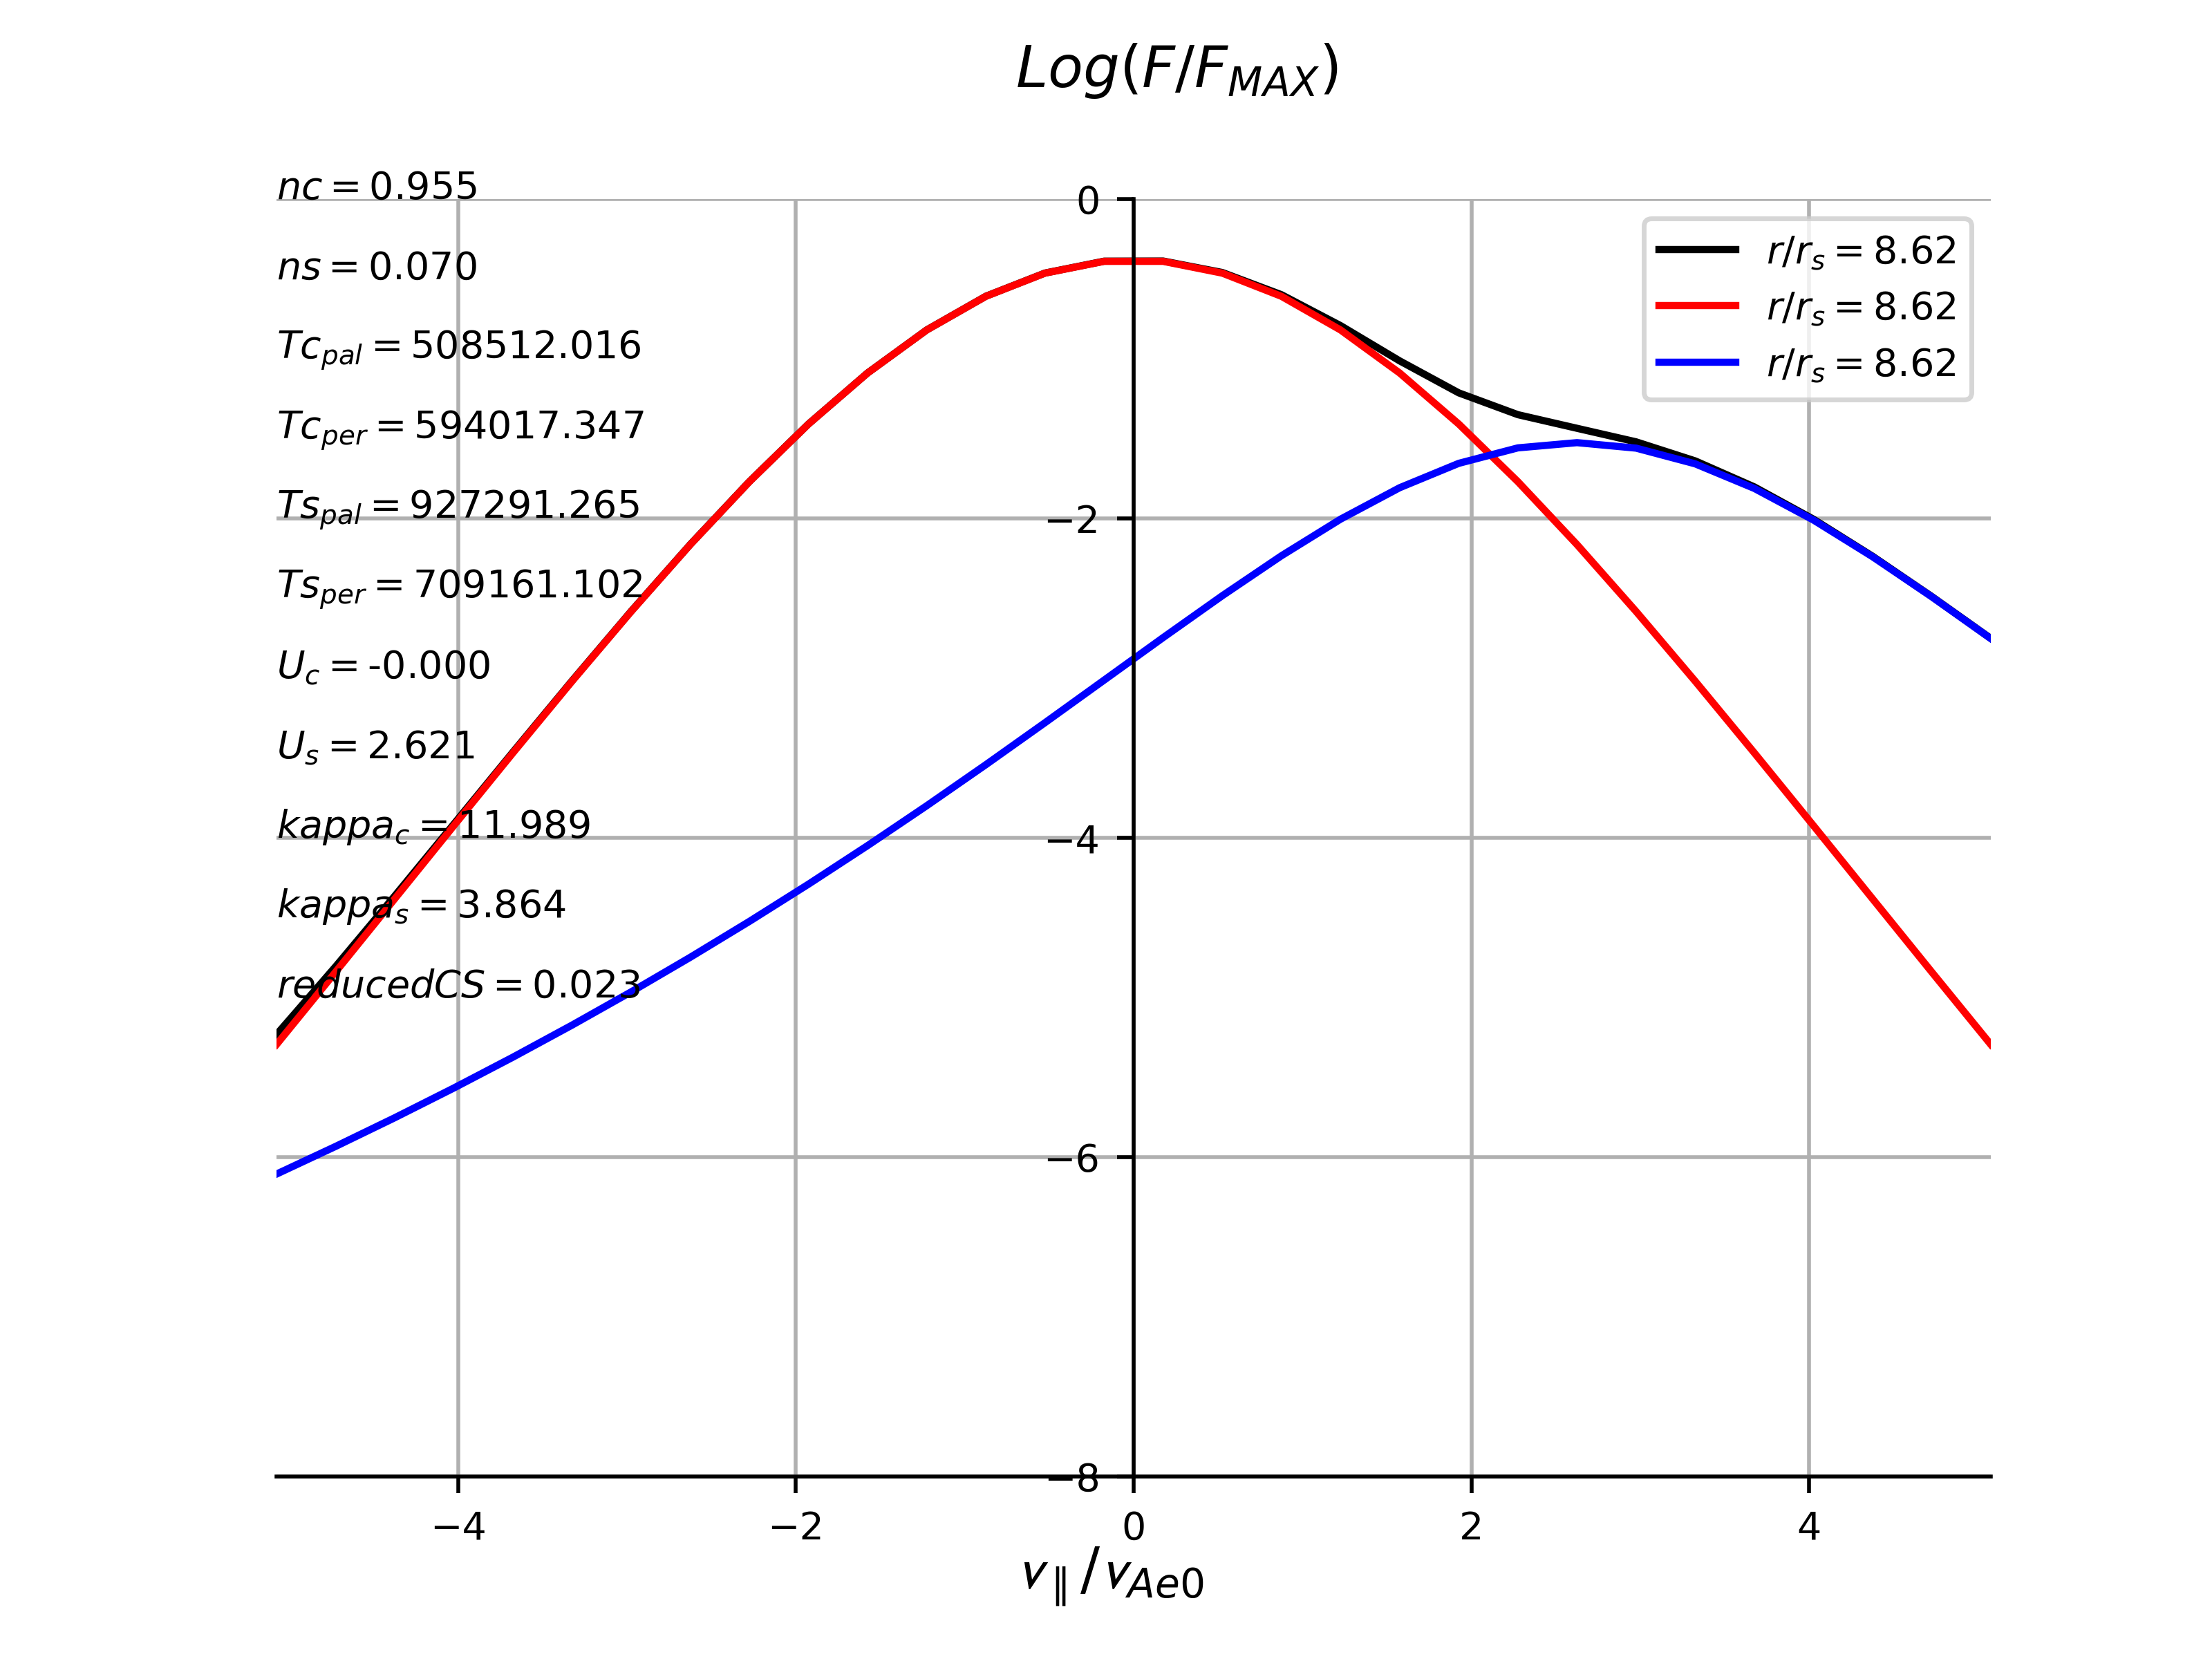 Log(F/F_MAX)
nc = 0.955
ns = 0.070
Tc_pal = 508512.016
Tc_per = 594017.347
Ts_pal = 927291.265
Ts_per = 709161.102
U_c = -0.000
U_s = 2.621
kappa_c = 11.989
kappa_s = 3.864
reducedCS = 0.023
r/r_s = 8.62
r/r_s = 8.62
r/r_s = 8.62
0
−2
−4
−6
−8
−4 −2 0 2 4
v_∥/v_Ae0